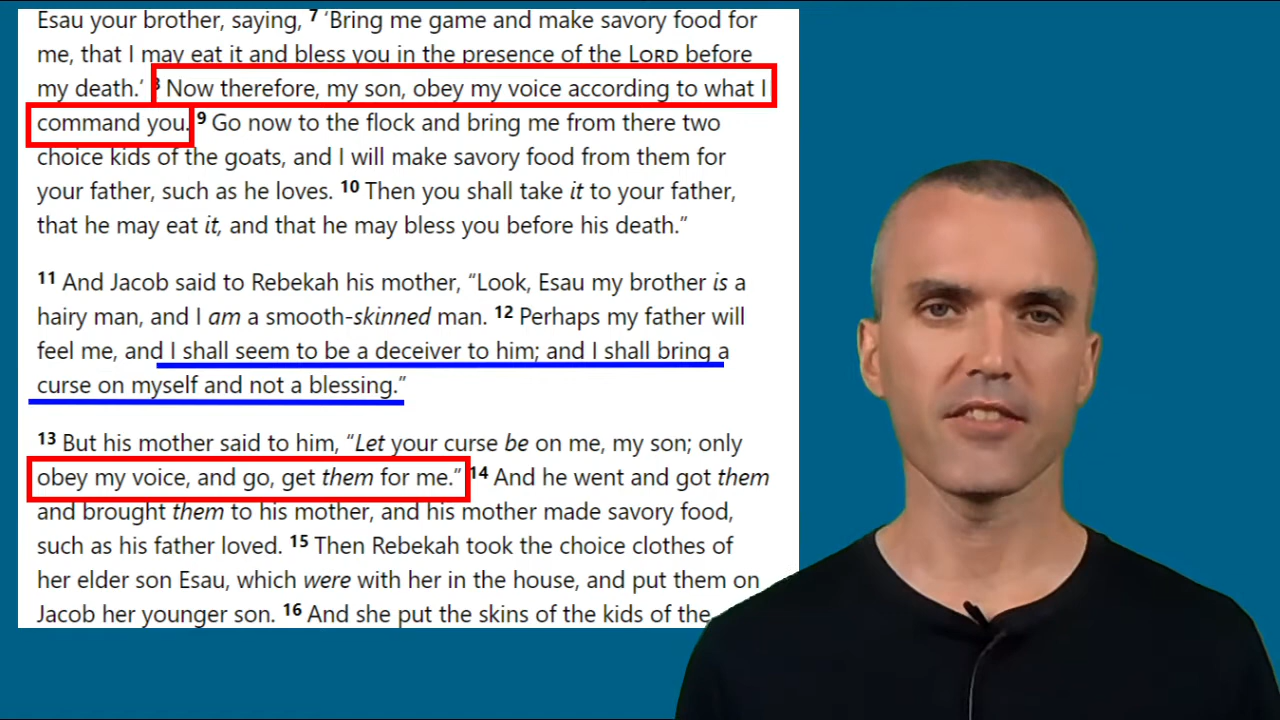 Esau your brother, saying, 7 ‘Bring me game and make savory food for
me, that I may eat it and bless you in the presence of the LORD before
my death.’ 8 Now therefore, my son, obey my voice according to what I
command you. 9 Go now to the flock and bring me from there two
choice kids of the goats, and I will make savory food from them for
your father, such as he loves. 10 Then you shall take it to your father,
that he may eat it, and that he may bless you before his death.”
11 And Jacob said to Rebekah his mother, “Look, Esau my brother is a
hairy man, and I am a smooth-skinned man. 12 Perhaps my father will
feel me, and I shall seem to be a deceiver to him; and I shall bring a
curse on myself and not a blessing.”
13 But his mother said to him, “Let your curse be on me, my son; only
obey my voice, and go, get them for me.” 14 And he went and got them
and brought them to his mother, and his mother made savory food,
such as his father loved. 15 Then Rebekah took the choice clothes of
her elder son Esau, which were with her in the house, and put them on
Jacob her younger son. 16 And she put the skins of the kids of the